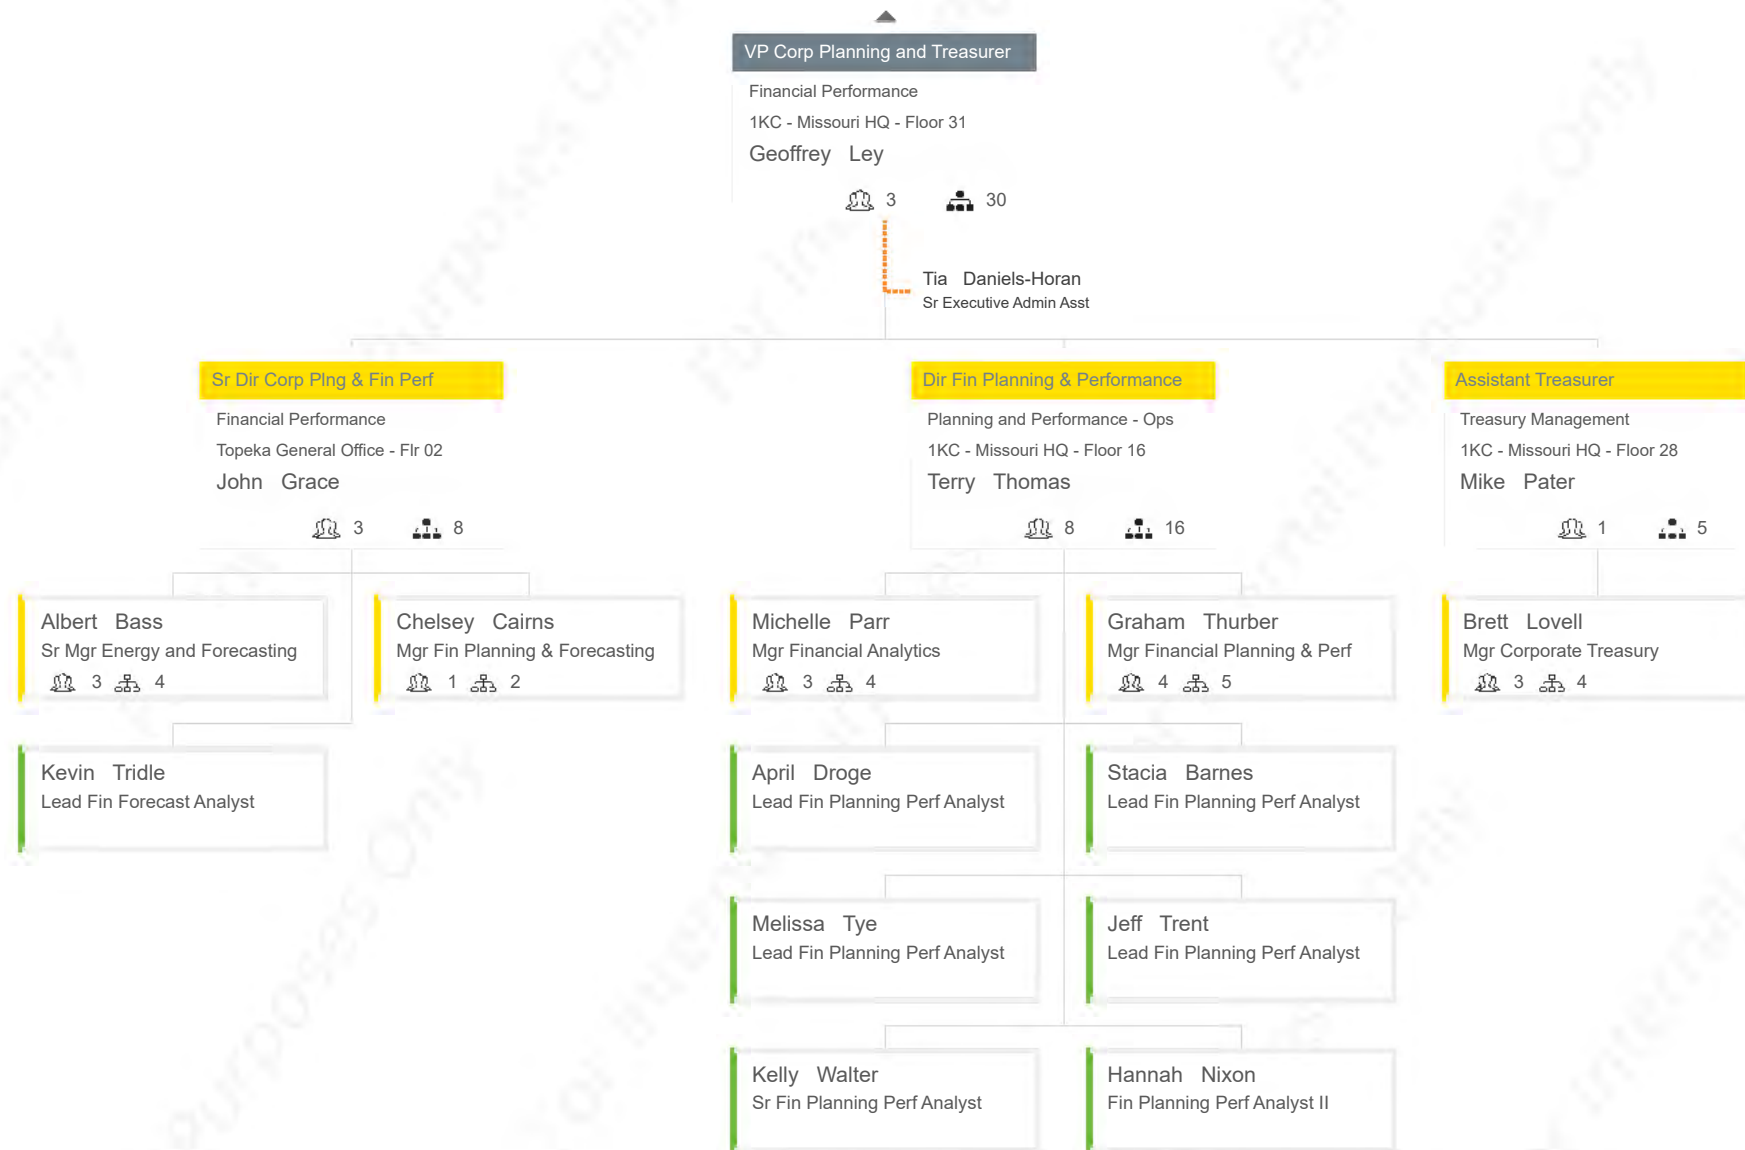 VP Corp Planning and Treasurer
Financial Performance
1KC - Missouri HQ - Floor 31
Geoffrey Ley
3 30
Tia Daniels-Horan
Sr Executive Admin Asst
Sr Dir Corp Plng & Fin Perf
Financial Performance
Topeka General Office - Flr 02
John Grace
3 8
Dir Fin Planning & Performance
Planning and Performance - Ops
1KC - Missouri HQ - Floor 16
Terry Thomas
8 16
Assistant Treasurer
Treasury Management
1KC - Missouri HQ - Floor 28
Mike Pater
1 5
Albert Bass
Sr Mgr Energy and Forecasting
3 4
Chelsey Cairns
Mgr Fin Planning & Forecasting
1 2
Michelle Parr
Mgr Financial Analytics
3 4
Graham Thurber
Mgr Financial Planning & Perf
4 5
Brett Lovell
Mgr Corporate Treasury
3 4
Kevin Tridle
Lead Fin Forecast Analyst
April Droge
Lead Fin Planning Perf Analyst
Stacia Barnes
Lead Fin Planning Perf Analyst
Melissa Tye
Lead Fin Planning Perf Analyst
Jeff Trent
Lead Fin Planning Perf Analyst
Kelly Walter
Sr Fin Planning Perf Analyst
Hannah Nixon
Fin Planning Perf Analyst II